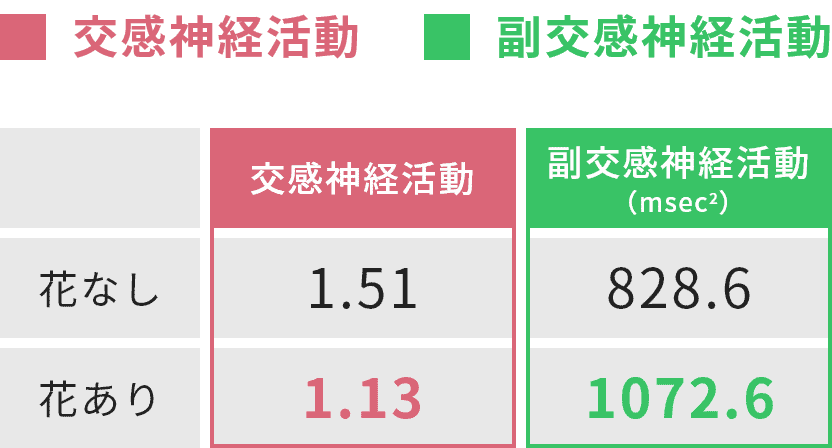 交感神経活動 副交感神経活動
交感神経活動 副交感神経活動
(msec²)
花なし 1.51 828.6
花あり 1.13 1072.6